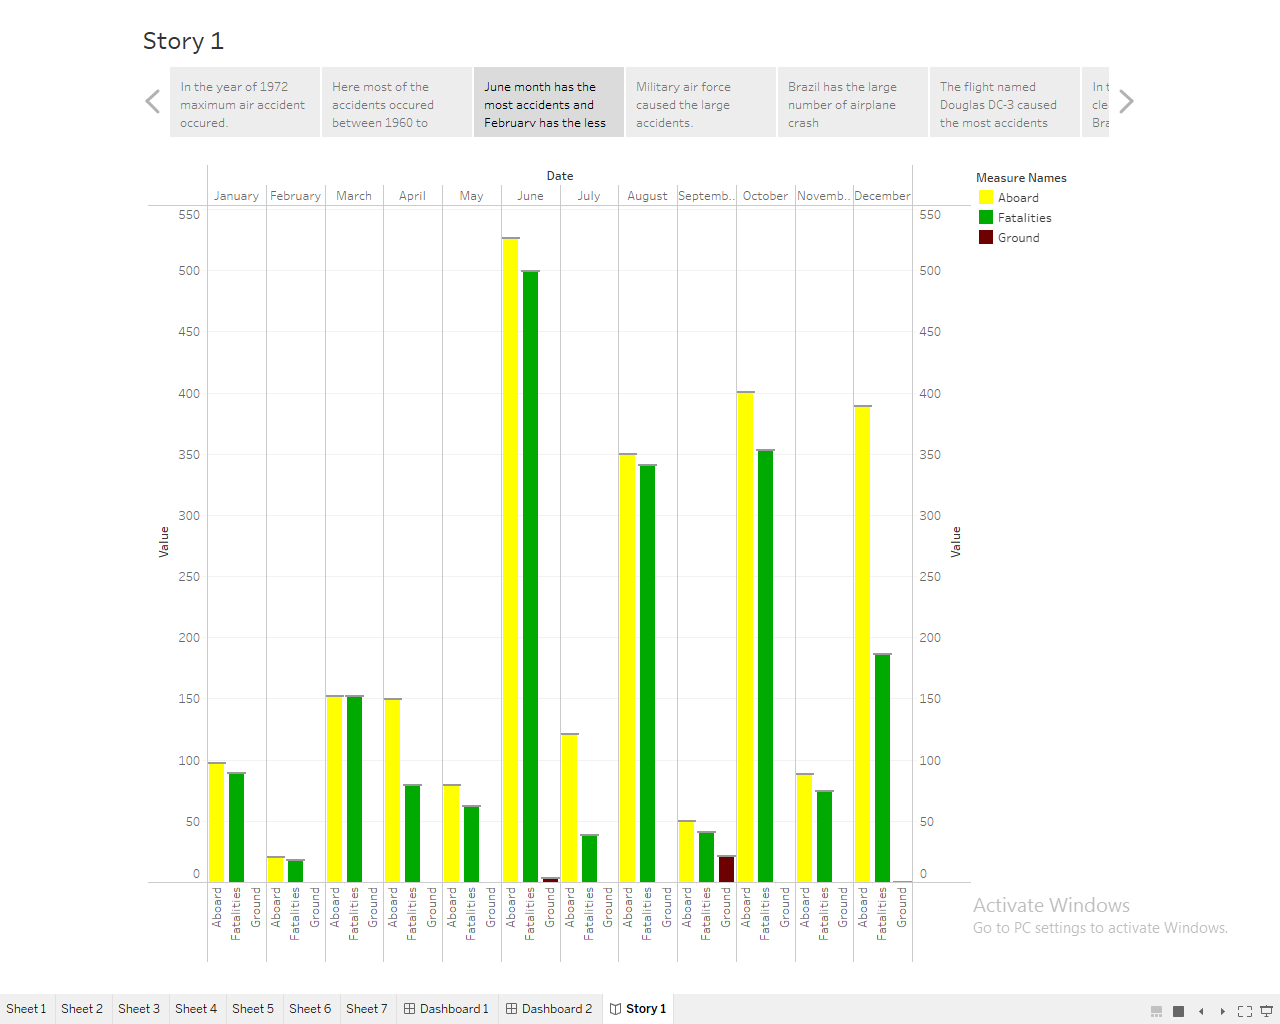 Story 1
In the year of 1972
maximum air accident
occured.
Here most of the
accidents occured
between 1960 to
June month has the
most accidents and
February has the less
Military air force
caused the large
accidents.
Brazil has the large
number of airplane
crash
The flight named
Douglas DC-3 caused
the most accidents
In t
cle
Bra
Date
January February March April May June July August Septemb.. October Novemb.. December
Measure Names
Aboard
Fatalities
Ground
550 550
500 500
450 450
400 400
350 350
300 300
Value Value
250 250
200 200
150 150
100 100
50 50
0 0
Aboard Fatalities Ground Aboard Fatalities Ground Aboard Fatalities Ground Aboard Fatalities Ground Aboard Fatalities Ground Aboard Fatalities Ground Aboard Fatalities Ground Aboard Fatalities Ground Aboard Fatalities Ground Aboard Fatalities Ground Aboard Fatalities Ground Aboard Fatalities Ground
Activate Windows
Go to PC settings to activate Windows.
Sheet 1 Sheet 2 Sheet 3 Sheet 4 Sheet 5 Sheet 6 Sheet 7 Dashboard 1 Dashboard 2 Story 1